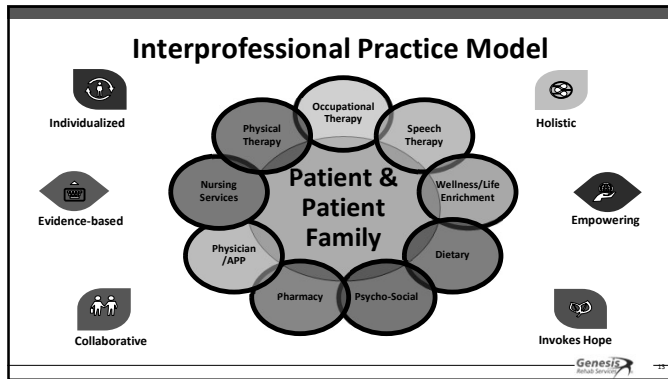 Interprofessional Practice Model
Individualized
Evidence-based
Collaborative
Occupational
Therapy
Speech
Therapy
Wellness/Life
Enrichment
Dietary
Psycho-Social
Pharmacy
Physician
/APP
Nursing
Services
Physical
Therapy
Patient &
Patient
Family
Holistic
Empowering
Invokes Hope
Genesis
Rehab Services